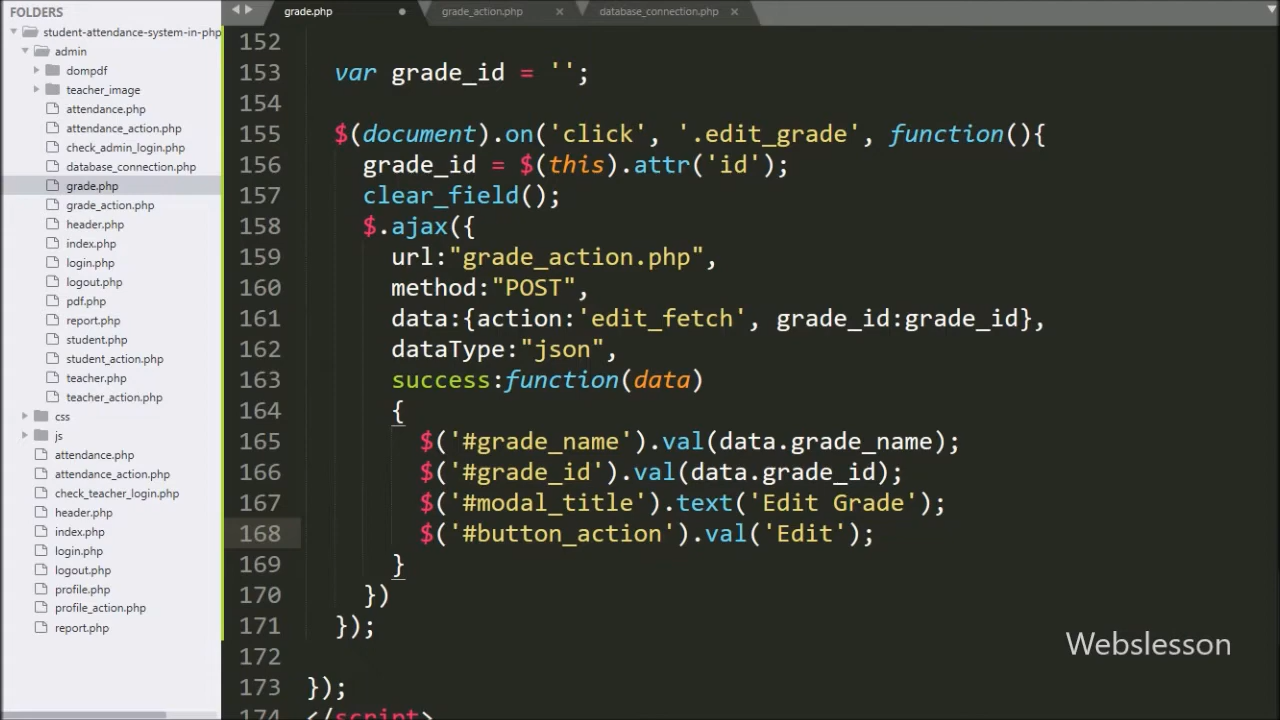 FOLDERS
student-attendance-system-in-php
admin
dompdf
teacher_image
attendance.php
attendance_action.php
check_admin_login.php
database_connection.php
grade.php
grade_action.php
header.php
index.php
login.php
logout.php
pdf.php
report.php
student.php
student_action.php
teacher.php
teacher_action.php
css
js
attendance.php
attendance_action.php
check_teacher_login.php
header.php
index.php
login.php
logout.php
profile.php
profile_action.php
report.php
grade.php
grade_action.php
database_connection.php
152
153 var grade_id = '';
154
155 $(document).on('click', '.edit_grade', function(){
156 grade_id = $(this).attr('id');
157 clear_field();
158 $.ajax({
159 url:"grade_action.php",
160 method:"POST",
161 data:{action:'edit_fetch', grade_id:grade_id},
162 dataType:"json",
163 success:function(data)
164 {
165 $('#grade_name').val(data.grade_name);
166 $('#grade_id').val(data.grade_id);
167 $('#modal_title').text('Edit Grade');
168 $('#button_action').val('Edit');
169 }
170 })
171 });
172
173 });
174 </script>
Webslesson